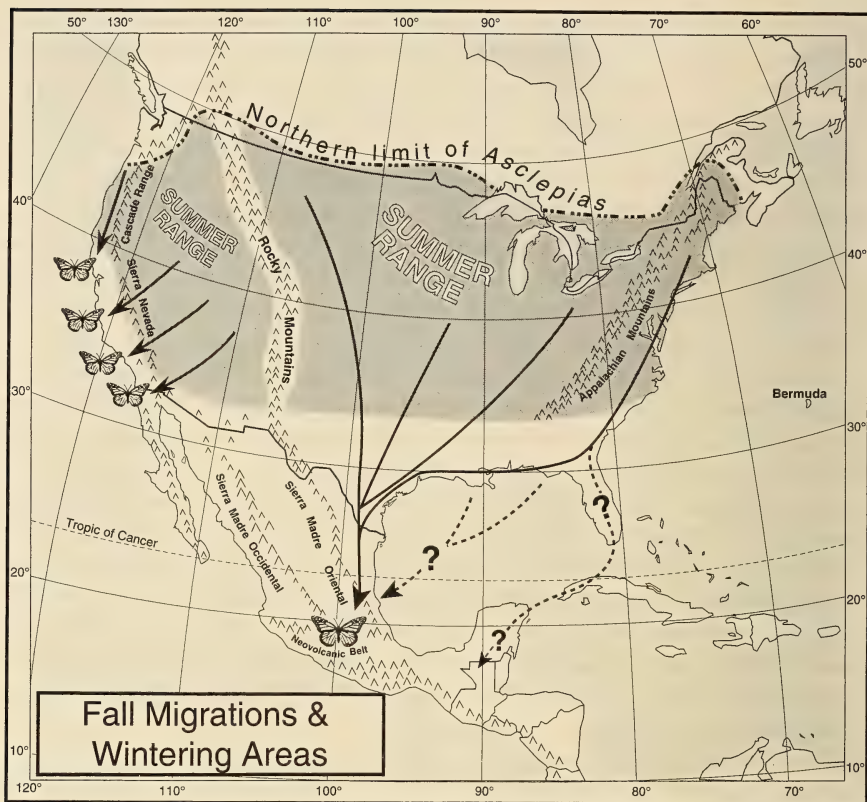 50° 130° 120° 110° 100° 90° 80° 70° 60°
50°
Northern limit of Asclepias
40°
Cascade Range
SUMMER
RANGE
SUMMER
RANGE
Rocky
Mountains
Sierra Nevada
Appalachian Mountains
40°
30°
Bermuda
30°
?
Sierra Madre Occidental
Sierra Madre Oriental
Tropic of Cancer
?
20°
20°
?
Neovolcanic Belt
Fall Migrations &
Wintering Areas
10°
10°
120° 110° 100° 90° 80° 70°